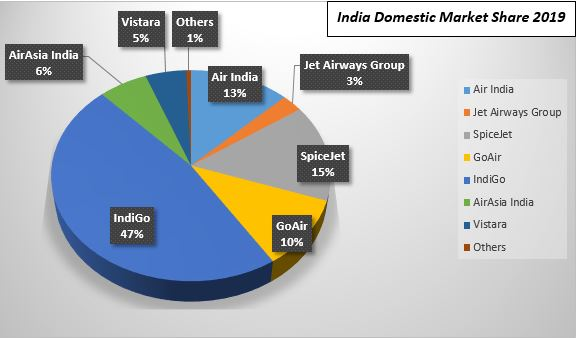 India Domestic Market Share 2019
Vistara
5%
Others
1%
AirAsia India
6%
Air India
13%
Jet Airways Group
3%
SpiceJet
15%
IndiGo
47%
GoAir
10%
Air India
Jet Airways Group
SpiceJet
GoAir
IndiGo
AirAsia India
Vistara
Others